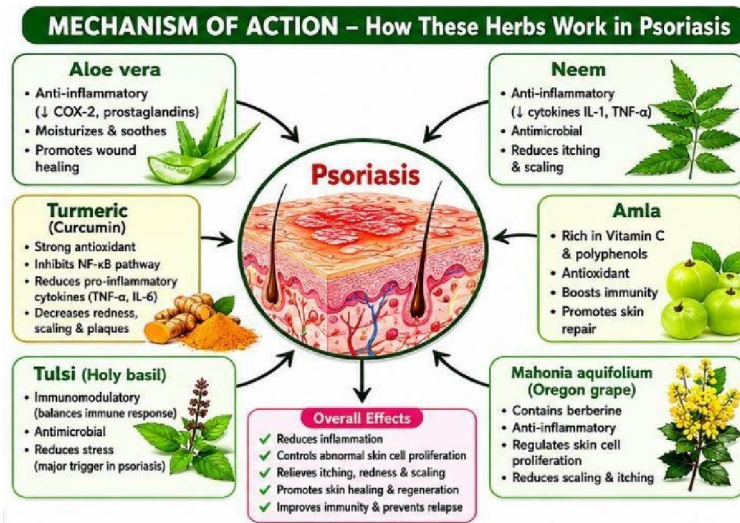 MECHANISM OF ACTION – How These Herbs Work in Psoriasis
Aloe vera
• Anti-inflammatory
(↓ COX-2, prostaglandins)
• Moisturizes & soothes
• Promotes wound
healing
Neem
• Anti-inflammatory
(↓ cytokines IL-1, TNF-α)
• Antimicrobial
• Reduces itching
& scaling
Psoriasis
Turmeric
(Curcumin)
• Strong antioxidant
• Inhibits NF-κB pathway
• Reduces pro-inflammatory
cytokines (TNF-α, IL-6)
• Decreases redness,
scaling & plaques
Amla
• Rich in Vitamin C
& polyphenols
• Antioxidant
• Boosts immunity
• Promotes skin
repair
Tulsi (Holy basil)
• Immunomodulatory
(balances immune response)
• Antimicrobial
• Reduces stress
(major trigger in psoriasis)
Overall Effects
✓ Reduces inflammation
✓ Controls abnormal skin cell proliferation
✓ Relieves itching, redness & scaling
✓ Promotes skin healing & regeneration
✓ Improves immunity & prevents relapse
Mahonia aquifolium
(Oregon grape)
• Contains berberine
• Anti-inflammatory
• Regulates skin cell
proliferation
• Reduces scaling & itching